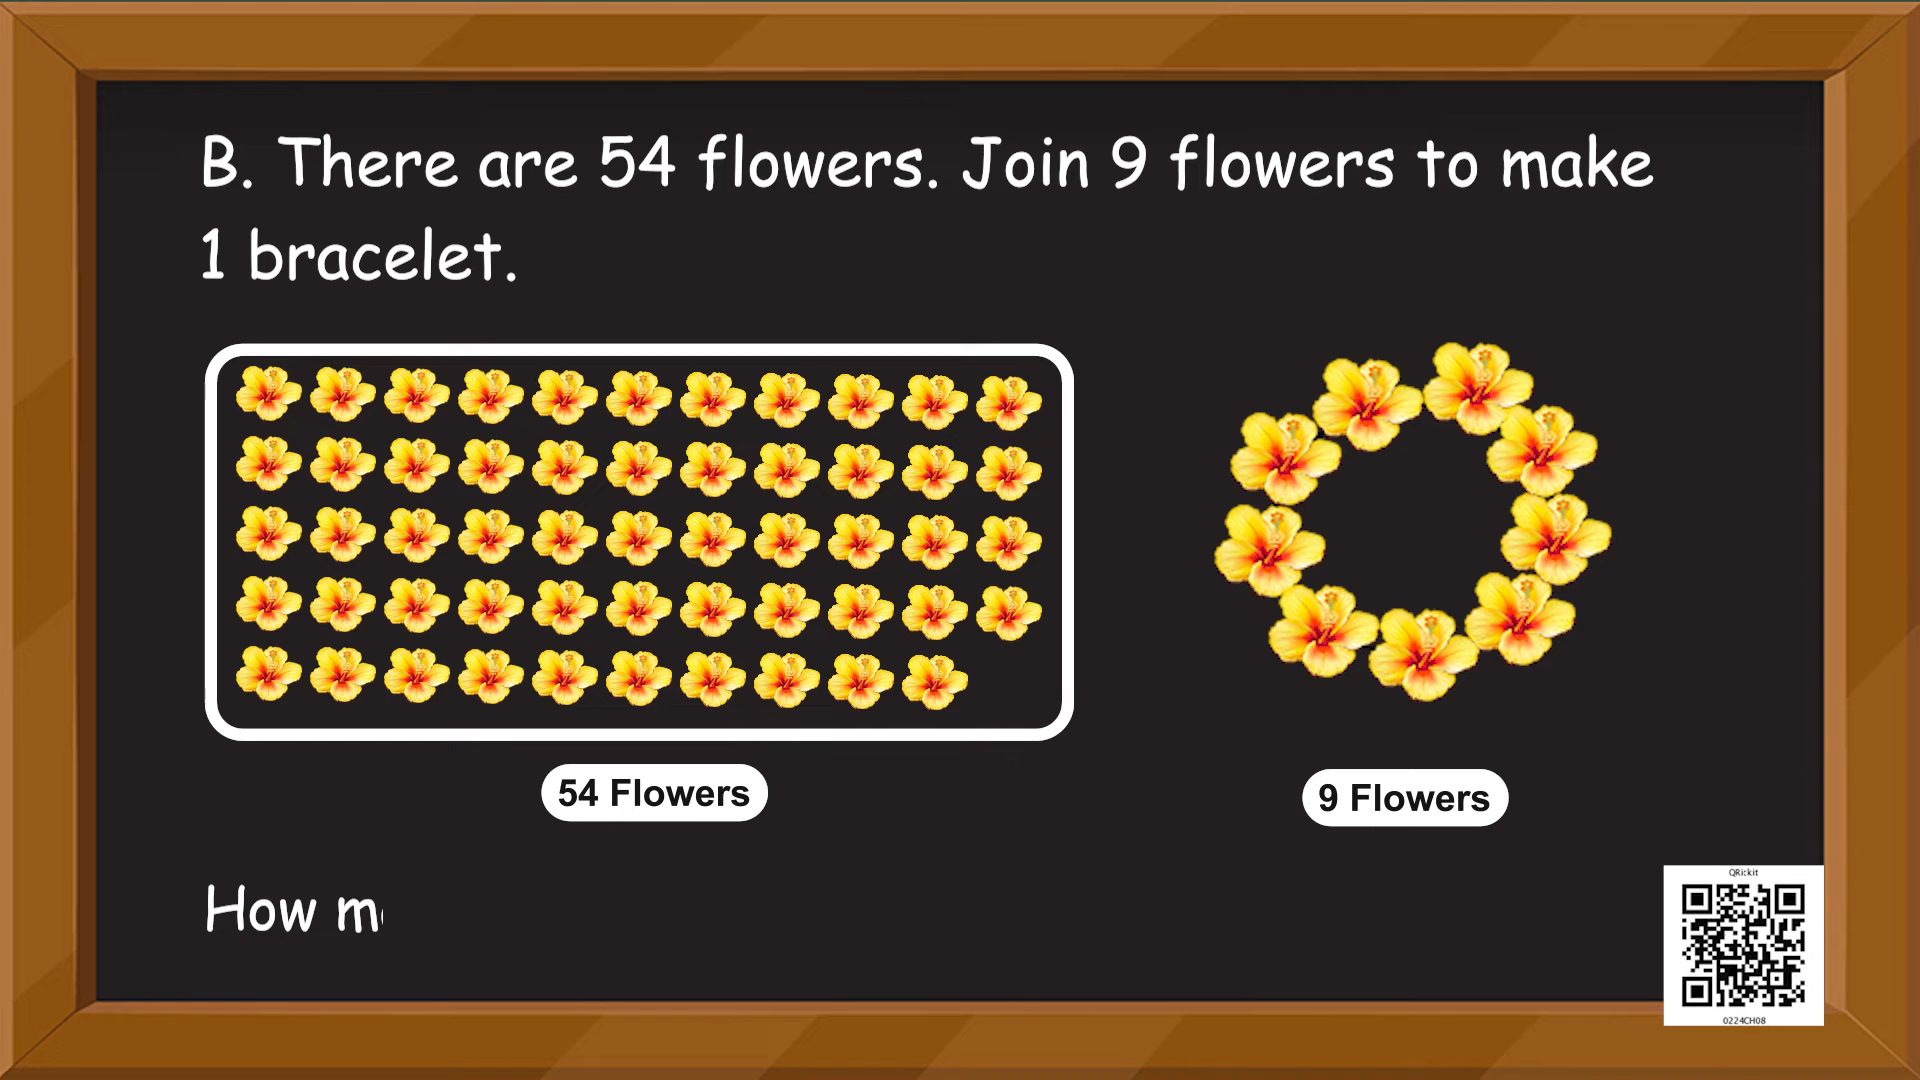 B. There are 54 flowers. Join 9 flowers to make
1 bracelet.
54 Flowers
9 Flowers
How m
QRickit
0224CH08